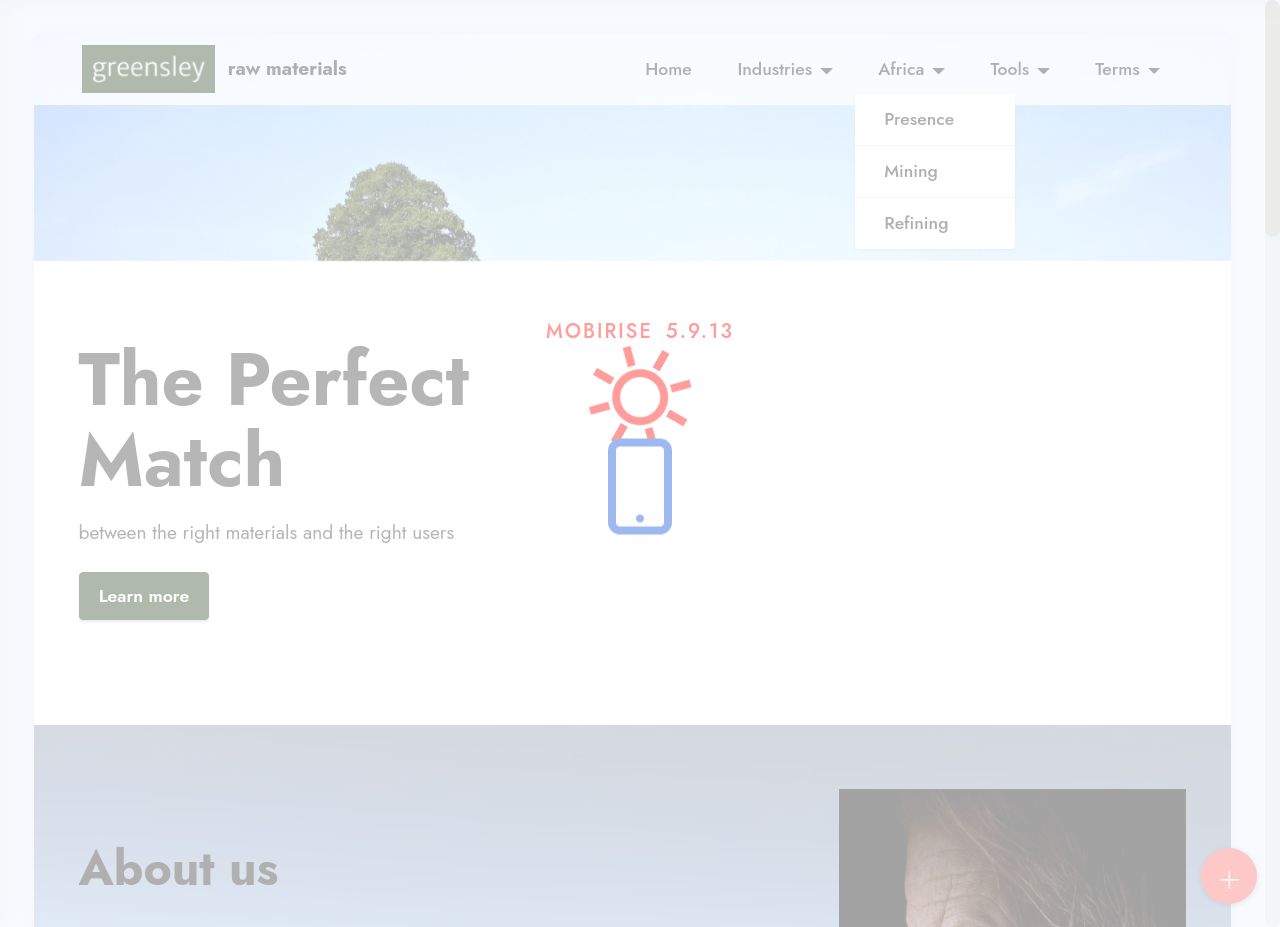 greensley raw materials Home Industries Africa Tools Terms
Presence
Mining
Refining
MOBIRISE 5.9.13
The Perfect
Match
between the right materials and the right users
Learn more
About us